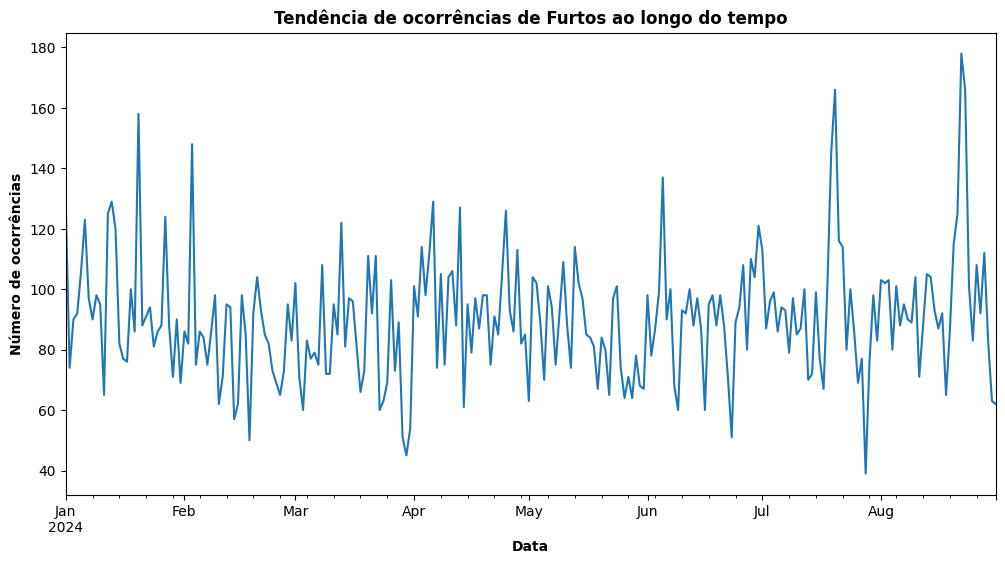 Tendência de ocorrências de Furtos ao longo do tempo
Número de ocorrências
180
160
140
120
100
80
60
40
Jan Feb Mar Apr May Jun Jul Aug
2024
Data